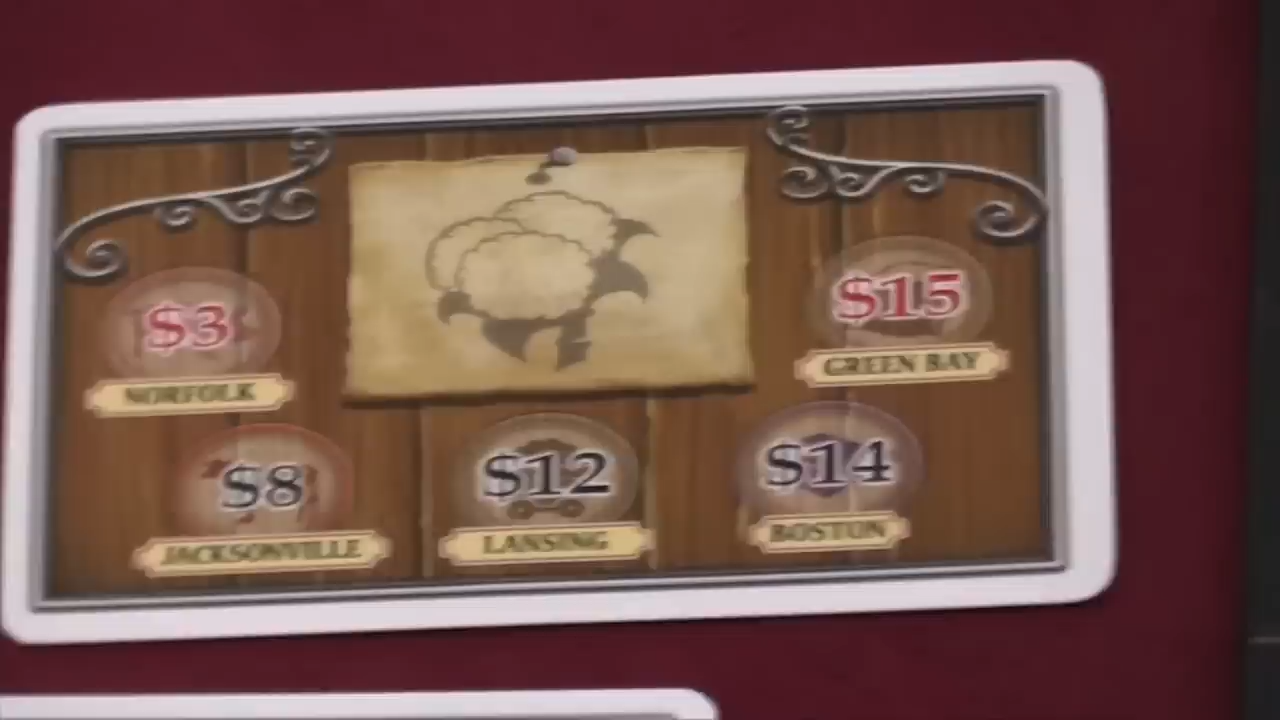 $3
NORFOLK
$15
GREEN BAY
$8
JACKSONVILLE
$12
LANSING
$14
BOSTON